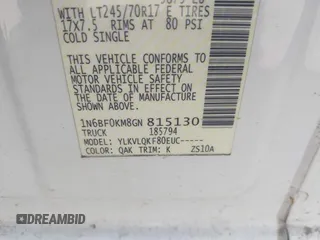 WITH LT245/70R17 E TIRES
17X7.5 RIMS AT 80 PSI
COLD SINGLE
THIS VEHICLE CONFORMS TO
ALL APPLICABLE FEDERAL
MOTOR VEHICLE SAFETY
STANDARDS IN EFFECT ON
THE DATE OF MANUFACTURE
SHOWN ABOVE.
1N6BF0KM8GN 815130
TRUCK 185794
MODEL: YLKVLQKF80EUC-----
COLOR: QAK TRIM: K ZS10A
DREAMBID